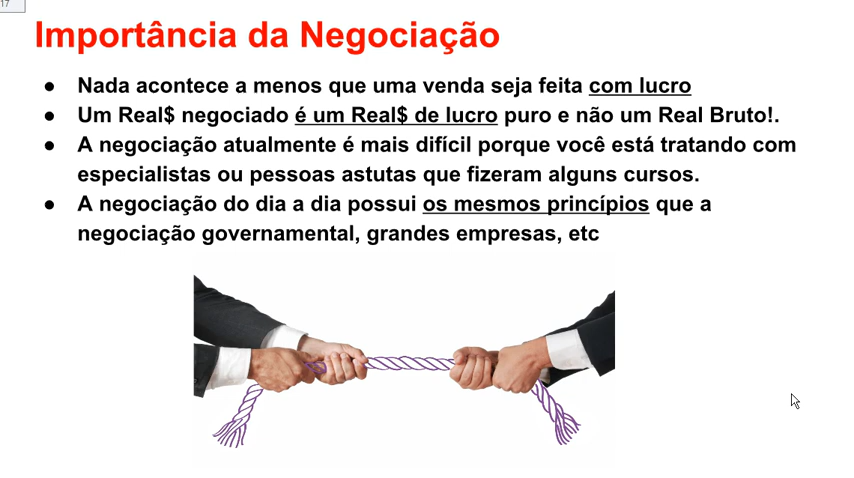 17
Importância da Negociação
● Nada acontece a menos que uma venda seja feita com lucro
● Um Real$ negociado é um Real$ de lucro puro e não um Real Bruto!.
● A negociação atualmente é mais difícil porque você está tratando com
especialistas ou pessoas astutas que fizeram alguns cursos.
● A negociação do dia a dia possui os mesmos princípios que a
negociação governamental, grandes empresas, etc